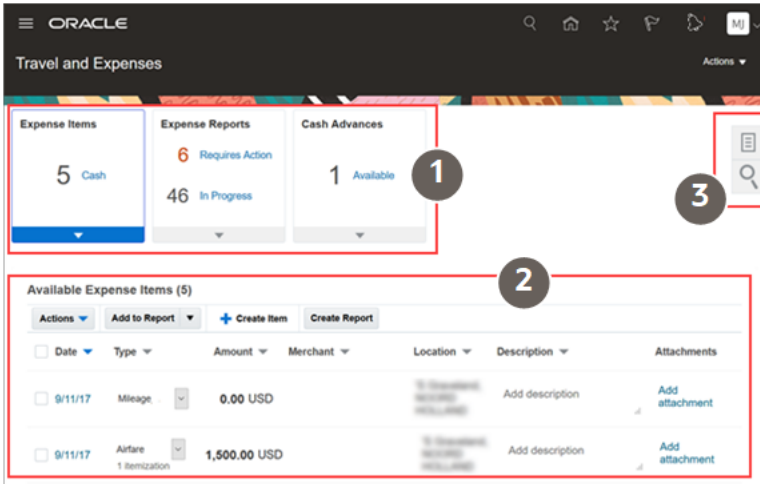 ORACLE
MJ
Travel and Expenses
Actions
Expense Items
Expense Reports
Cash Advances
5 Cash
6 Requires Action
46 In Progress
1 Available
1
3
2
Available Expense Items (5)
Actions
Add to Report
Create Item
Create Report
Date
Type
Amount
Merchant
Location
Description
Attachments
9/11/17
Mileage
0.00 USD
Add description
Add
attachment
9/11/17
Airfare
1 itemization
1,500.00 USD
Add description
Add
attachment